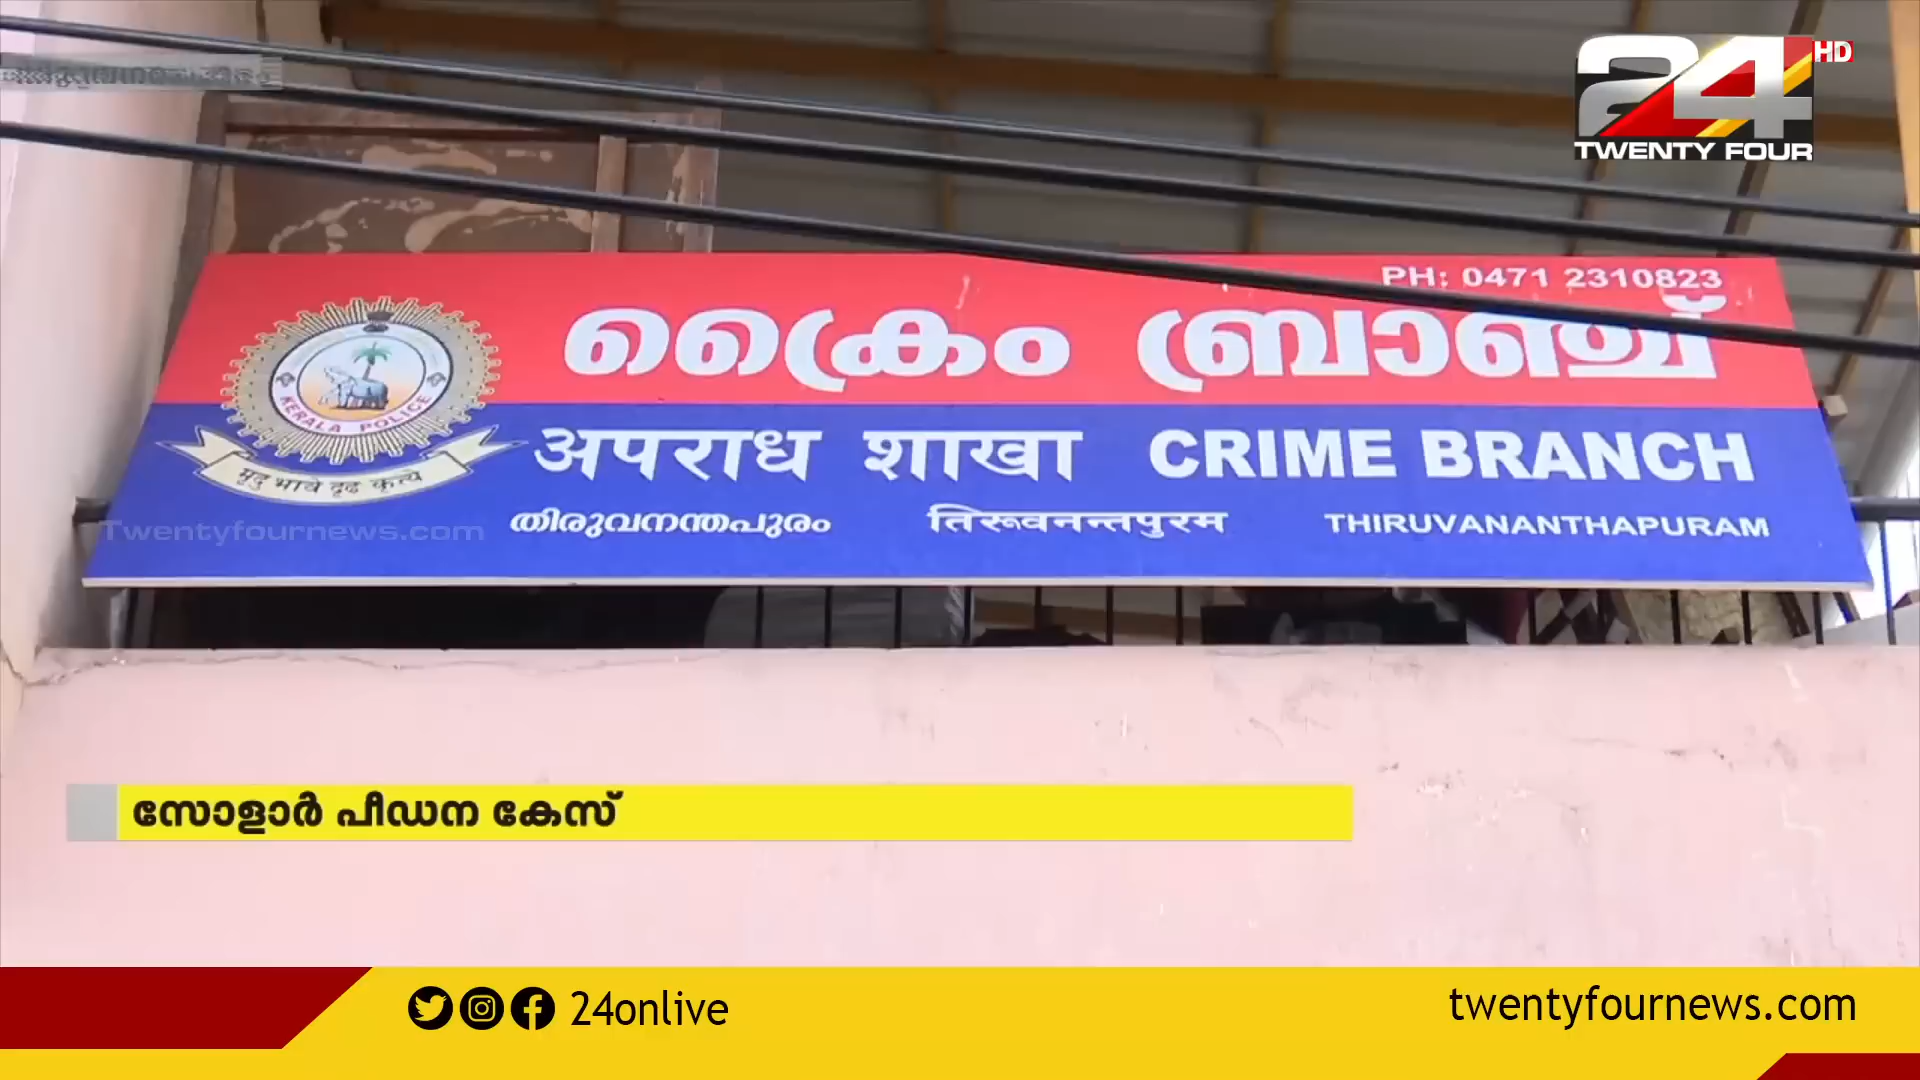 24 HD
TWENTY FOUR
PH: 0471 2310823
ക്രൈം ബ്രാഞ്ച്
अपराध शाखा CRIME BRANCH
തിരുവനന്തപുരം तिरूवनन्तपुरम THIRUVANANTHAPURAM
KERALA POLICE
मृदु भावे दृढ कृत्ये
Twentyfournews.com
സോളാർ പീഡന കേസ്
24onlive
twentyfournews.com